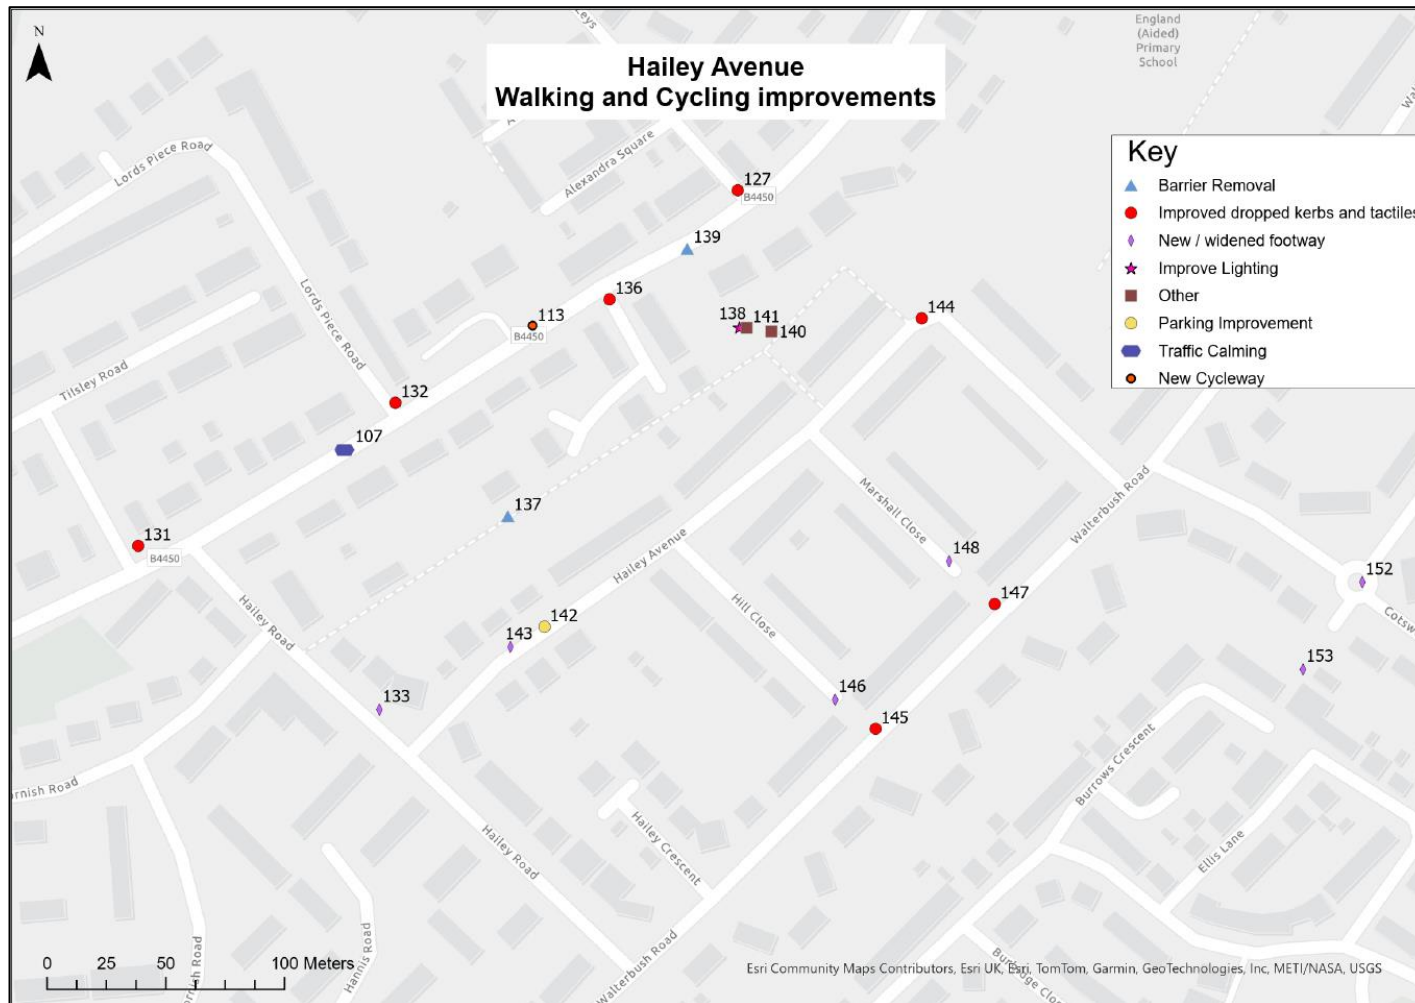 N
Hailey Avenue
Walking and Cycling improvements
England
(Aided)
Primary
School
Key
Barrier Removal
Improved dropped kerbs and tactiles
New / widened footway
Improve Lighting
Other
Parking Improvement
Traffic Calming
New Cycleway
Lords Piece Road
Alexandra Square
127
B4450
139
136
113
B4450
138
141
140
144
Lords Piece Road
Tilsley Road
132
107
137
131
B4450
Hailey Avenue
Marshall Close
Walterbush Road
148
147
152
Hailey Road
142
143
Hill Close
153
133
146
145
Burrows Crescent
Hailey Road
Hailey Crescent
Ellis Lane
Walterbush Road
0 50 100 Meters
Esri Community Maps Contributors, Esri UK, Esri, TomTom, Garmin, GeoTechnologies, Inc, METI/NASA, USGS